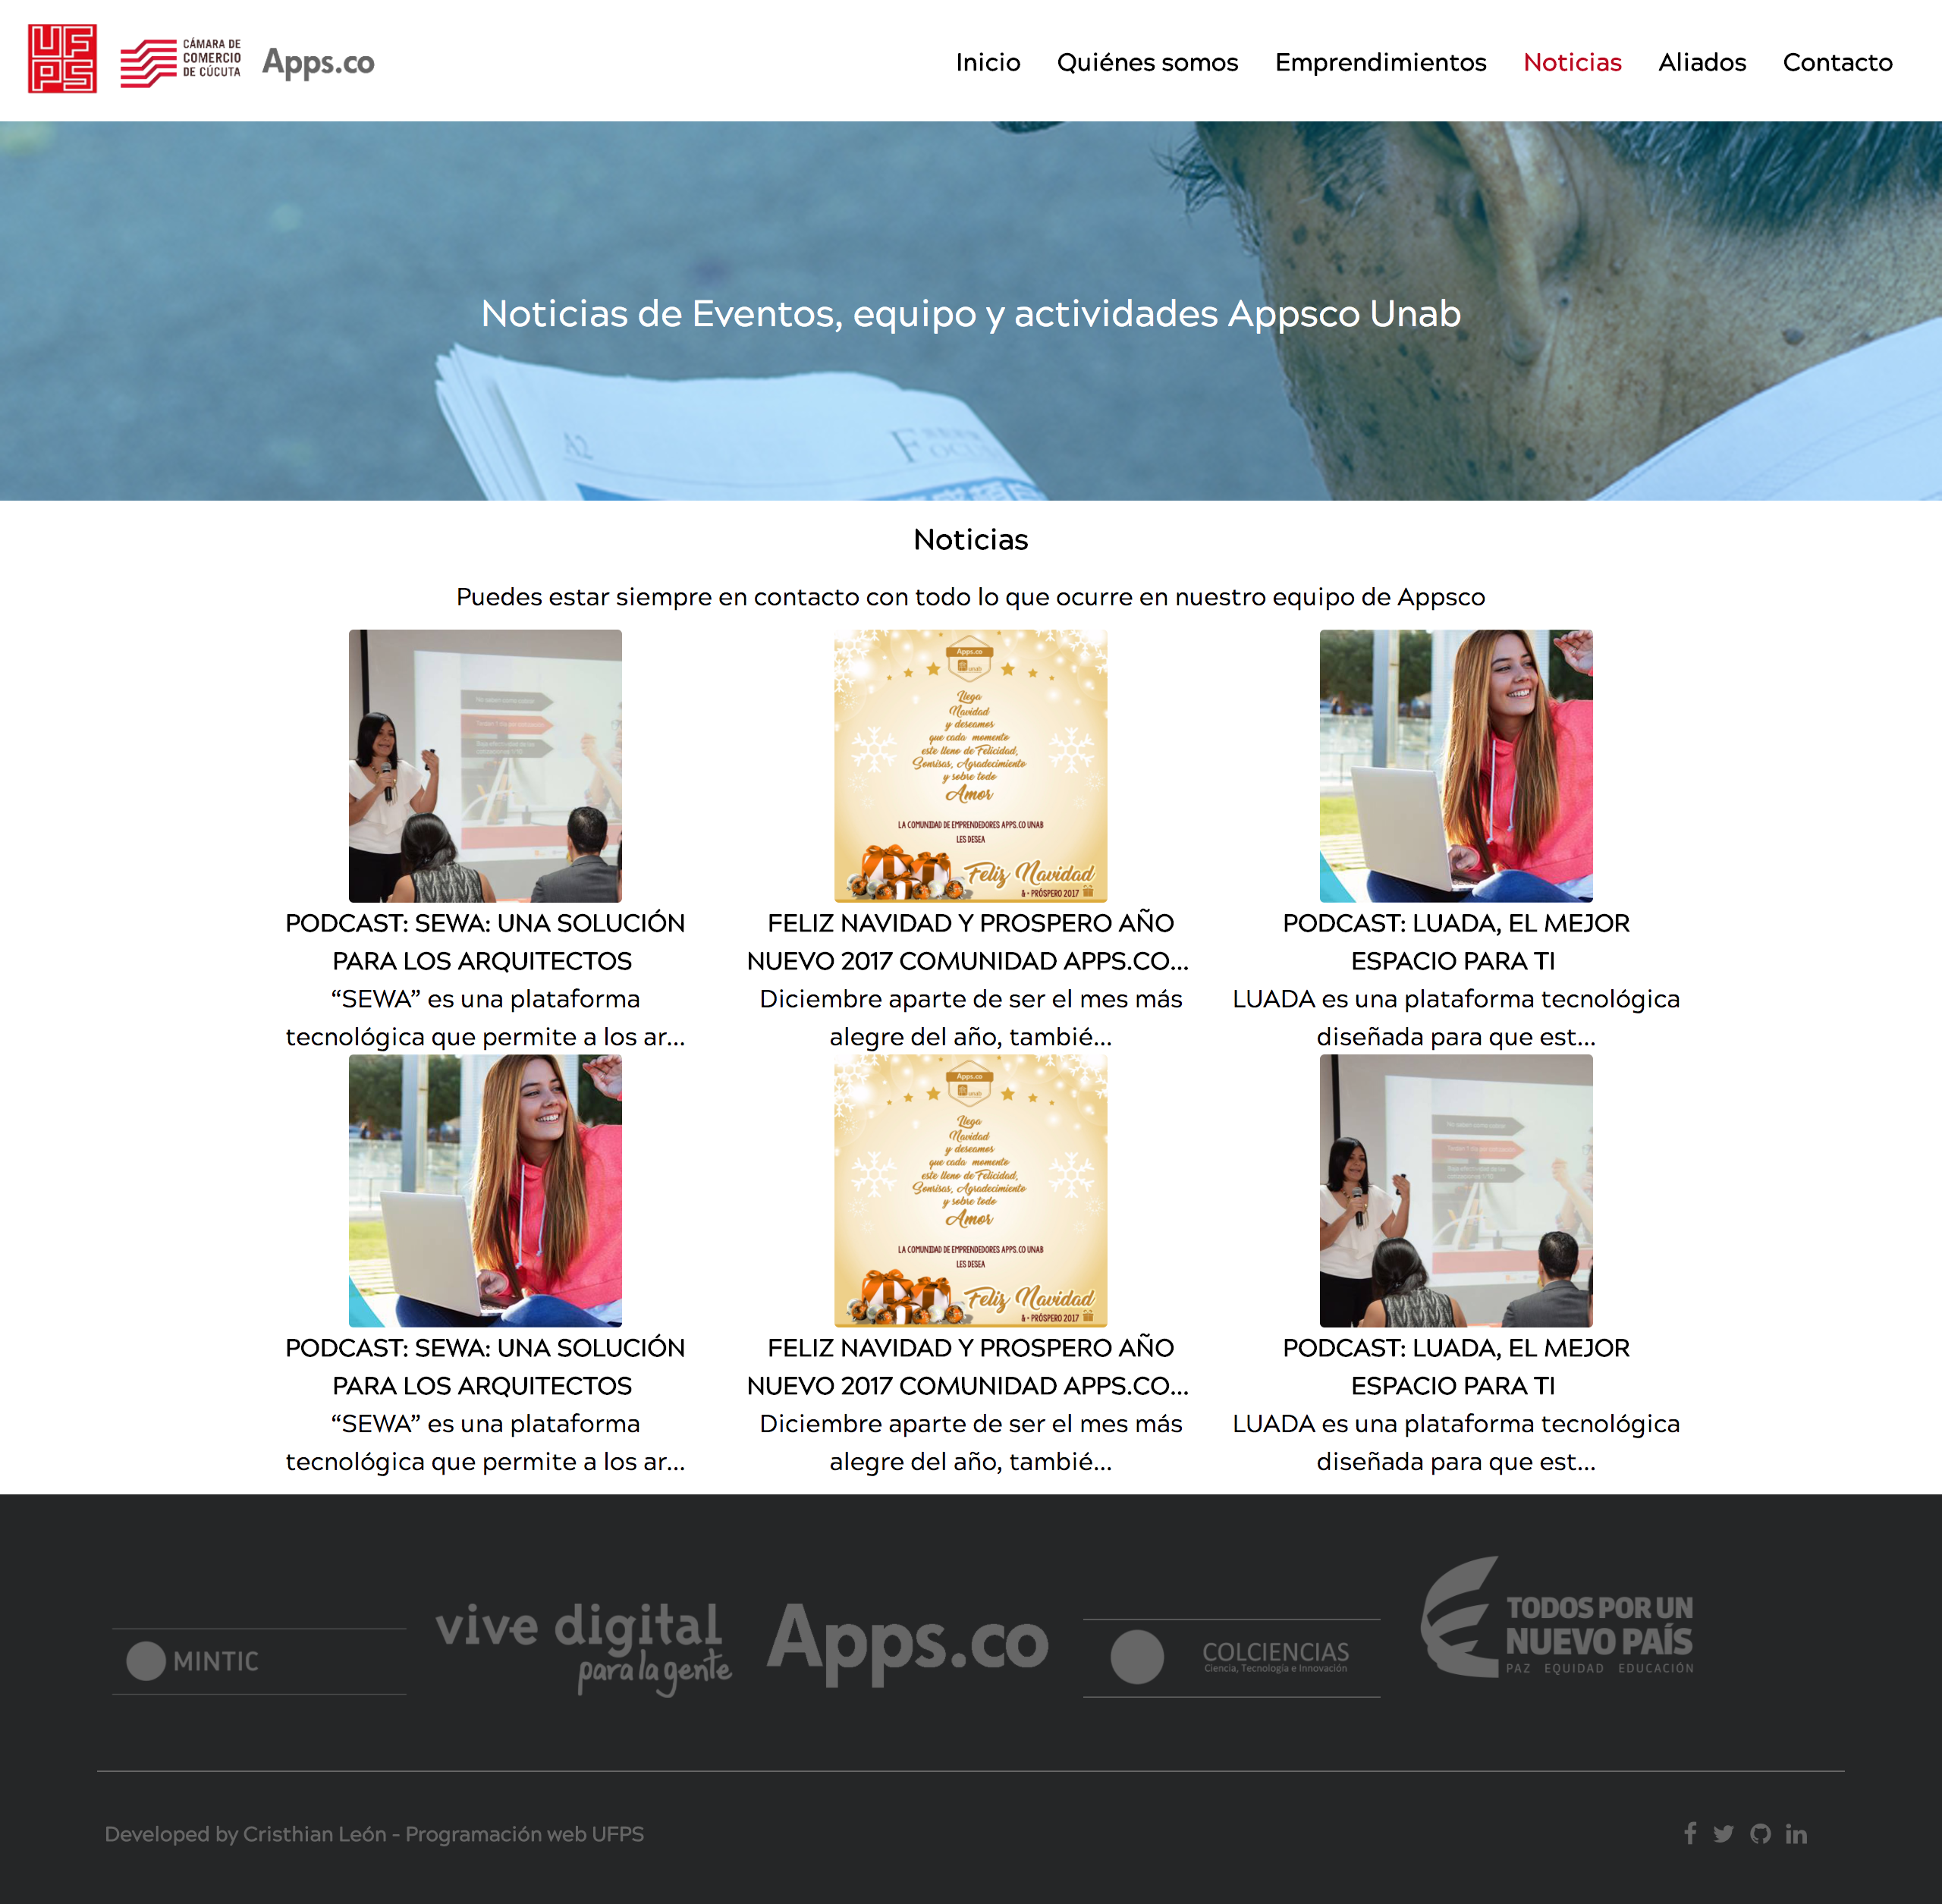 UFPS
CÁMARA DE
COMERCIO
DE CÚCUTA
Apps.co
Inicio Quiénes somos Emprendimientos Noticias Aliados Contacto
Noticias de Eventos, equipo y actividades Appsco Unab
A2
Noticias
Puedes estar siempre en contacto con todo lo que ocurre en nuestro equipo de Appsco
No saben como cotizar
Apps.co
unab
Llega
Navidad
y deseamos
que cada momento
este lleno de Felicidad,
Sonrisas, Agradecimiento
y sobre todo
Amor
LA COMUNIDAD DE EMPRENDEDORES APPS.CO UNAB
LES DESEA
Feliz Navidad
& - PRÓSPERO 2017
PODCAST: SEWA: UNA SOLUCIÓN
PARA LOS ARQUITECTOS
“SEWA” es una plataforma
tecnológica que permite a los ar...
FELIZ NAVIDAD Y PROSPERO AÑO
NUEVO 2017 COMUNIDAD APPS.CO...
Diciembre aparte de ser el mes más
alegre del año, tambié...
PODCAST: LUADA, EL MEJOR
ESPACIO PARA TI
LUADA es una plataforma tecnológica
diseñada para que est...
Apps.co
unab
Llega
Navidad
y deseamos
que cada momento
este lleno de Felicidad,
Sonrisas, Agradecimiento
y sobre todo
Amor
LA COMUNIDAD DE EMPRENDEDORES APPS.CO UNAB
LES DESEA
Feliz Navidad
& - PRÓSPERO 2017
No saben como cotizar
PODCAST: SEWA: UNA SOLUCIÓN
PARA LOS ARQUITECTOS
“SEWA” es una plataforma
tecnológica que permite a los ar...
FELIZ NAVIDAD Y PROSPERO AÑO
NUEVO 2017 COMUNIDAD APPS.CO...
Diciembre aparte de ser el mes más
alegre del año, tambié...
PODCAST: LUADA, EL MEJOR
ESPACIO PARA TI
LUADA es una plataforma tecnológica
diseñada para que est...
MINTIC
vive digital
para la gente
Apps.co
COLCIENCIAS
Ciencia, Tecnología e Innovación
TODOS POR UN
NUEVO PAÍS
PAZ EQUIDAD EDUCACIÓN
Developed by Cristhian León - Programación web UFPS